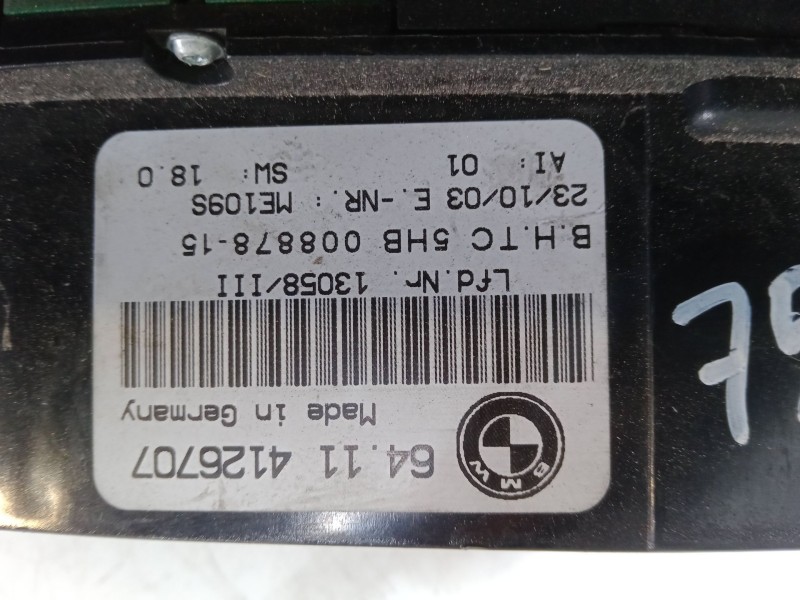 BMW
64.11 4126707
Made in Germany
Lfd.Nr. 13058/III
B.H.TC 5HB 008878-15
23/10/03 E.-NR.: ME109S
AI: 01 SW: 18.0